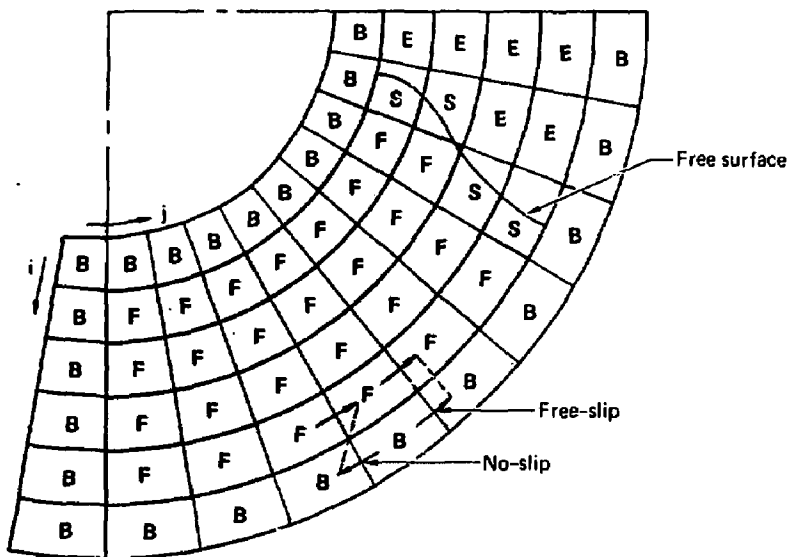 B E E E E B
B S S E E B
B F F S S B
Free surface
B F F F F B
B F F F F B
j
B F F F F B
B F F F F B
B F F F F B
B F F F F B
i
B B B B B B
Free-slip
No-slip